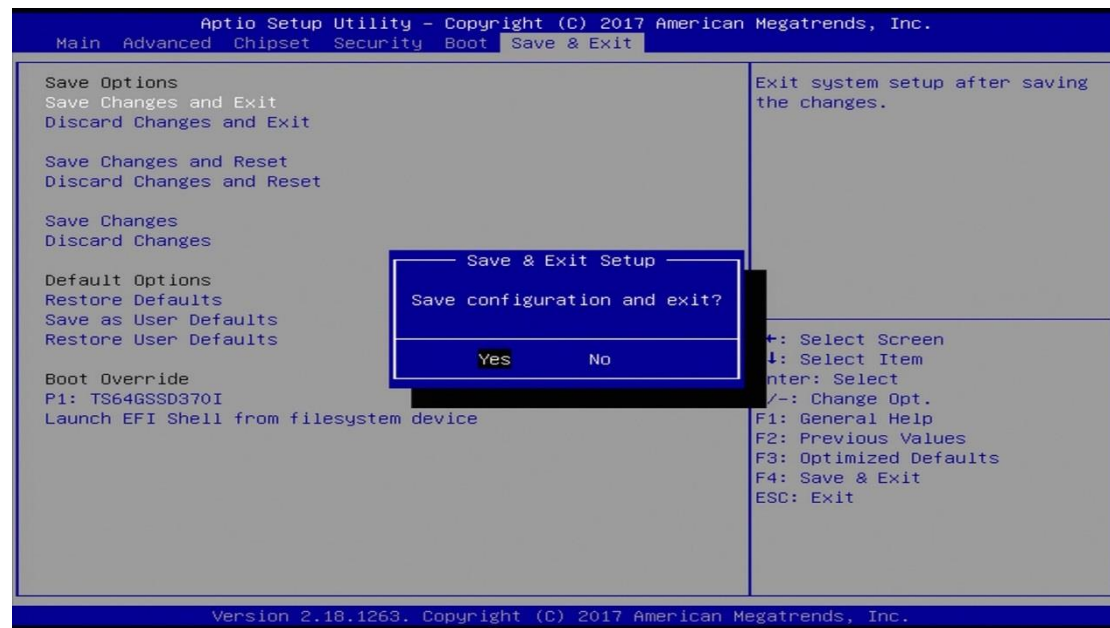 Aptio Setup Utility – Copyright (C) 2017 American Megatrends, Inc.
Main Advanced Chipset Security Boot Save & Exit
Save Options
Save Changes and Exit
Discard Changes and Exit
Save Changes and Reset
Discard Changes and Reset
Save Changes
Discard Changes
Default Options
Restore Defaults
Save as User Defaults
Restore User Defaults
Boot Override
P1: TS64GSSD370I
Launch EFI Shell from filesystem device
Save & Exit Setup
Save configuration and exit?
Yes No
Exit system setup after saving
the changes.
←: Select Screen
↓: Select Item
nter: Select
/-: Change Opt.
F1: General Help
F2: Previous Values
F3: Optimized Defaults
F4: Save & Exit
ESC: Exit
Version 2.18.1263. Copyright (C) 2017 American Megatrends, Inc.